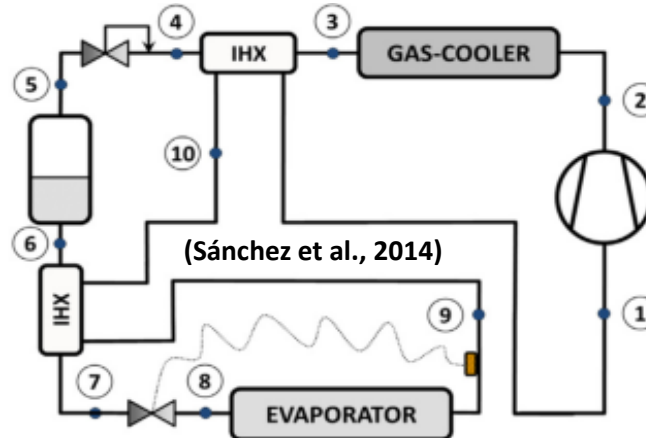 4
3
IHX
GAS-COOLER
5
2
10
6
(Sánchez et al., 2014)
IHX
9
1
7
8
EVAPORATOR